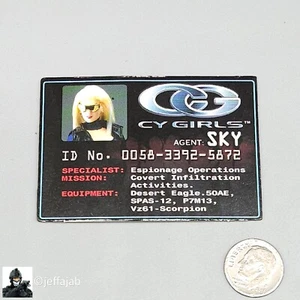 CG
CY GIRLS™
AGENT: SKY
ID No. 0058-3392-5872
SPECIALIST: Espionage Operations
MISSION: Covert Infiltration
Activities.
EQUIPMENT: Desert Eagle.50AE,
SPAS-12, P7M13,
Vz61-Scorpion
@jeffajab